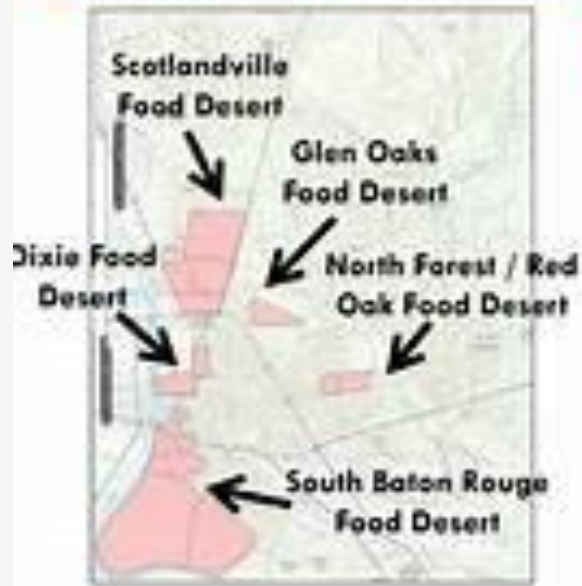 Scotlandville
Food Desert
Glen Oaks
Food Desert
Dixie Food
Desert
North Forest / Red
Oak Food Desert
South Baton Rouge
Food Desert